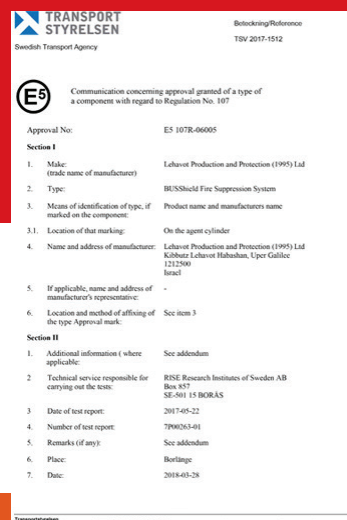 TRANSPORT
STYRELSEN
Swedish Transport Agency
Beteckning/Reference
TSV 2017-1512
E5
Communication concerning approval granted of a type of
a component with regard to Regulation No. 107
Approval No: E5 107R-06005
Section I
1. Make: Lehavot Production and Protection (1995) Ltd
(trade name of manufacturer)
2. Type: BUSShield Fire Suppression System
3. Means of identification of type, if Product name and manufacturers name
marked on the component:
3.1. Location of that marking: On the agent cylinder
4. Name and address of manufacturer: Lehavot Production and Protection (1995) Ltd
Kibbutz Lehavot Habashan, Uper Galilee
1212500
Israel
5. If applicable, name and address of -
manufacturer's representative:
6. Location and method of affixing of See item 3
the type Approval mark:
Section II
1. Additional information ( where See addendum
applicable:
2 Technical service responsible for RISE Research Institutes of Sweden AB
carrying out the tests: Box 857
SE-501 15 BORÅS
3 Date of test report: 2017-05-22
4. Number of test report: 7P00263-01
5. Remarks (if any): See addendum
6. Place: Borlänge
7. Date: 2018-03-28
Transportstyrelsen